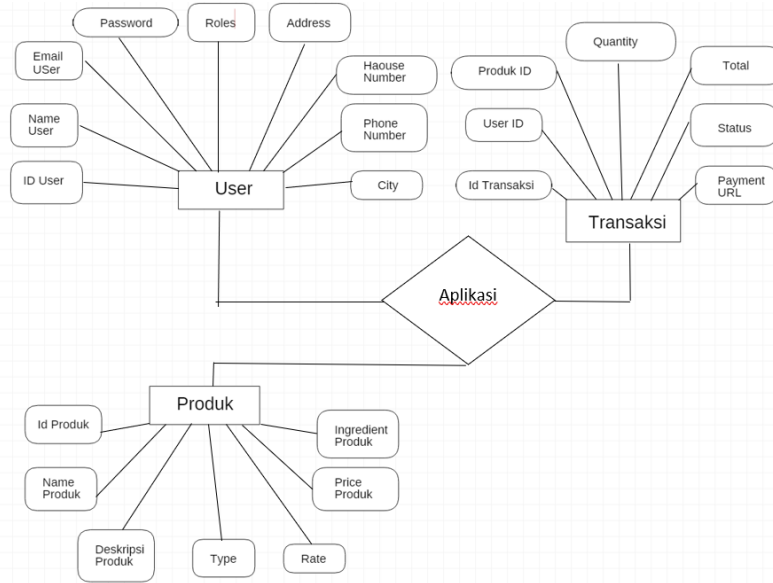 Password
Roles
Address
Email
USer
Name
User
ID User
Haouse
Number
Phone
Number
City
User
Quantity
Produk ID
Total
User ID
Status
Id Transaksi
Payment
URL
Transaksi
Aplikasi
Produk
Id Produk
Name
Produk
Deskripsi
Produk
Type
Rate
Price
Produk
Ingredient
Produk